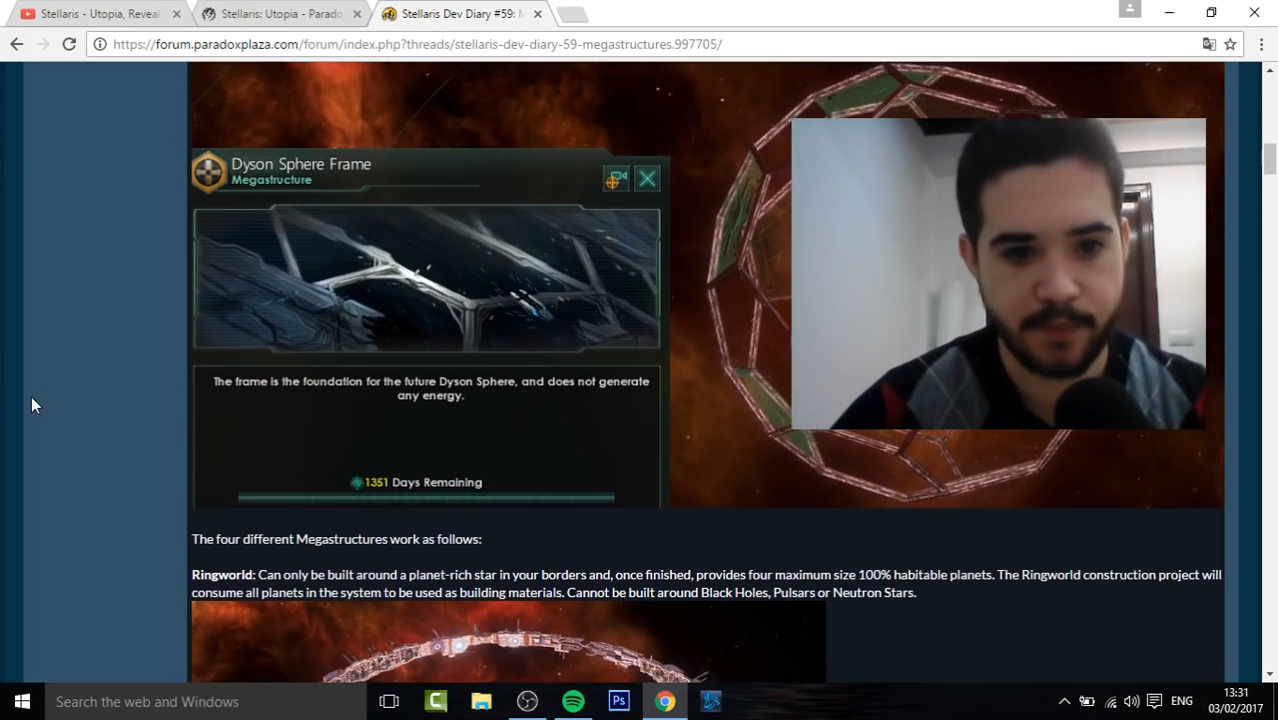 Stellaris - Utopia, Reveal
Stellaris: Utopia - Parado
Stellaris Dev Diary #59: M
https://forum.paradoxplaza.com/forum/index.php?threads/stellaris-dev-diary-59-megastructures.997705/
Dyson Sphere Frame
Megastructure
The frame is the foundation for the future Dyson Sphere, and does not generate
any energy.
1351 Days Remaining
The four different Megastructures work as follows:
Ringworld: Can only be built around a planet-rich star in your borders and, once finished, provides four maximum size 100% habitable planets. The Ringworld construction project will
consume all planets in the system to be used as building materials. Cannot be built around Black Holes, Pulsars or Neutron Stars.
Search the web and Windows
Ps
ENG
13:31
03/02/2017